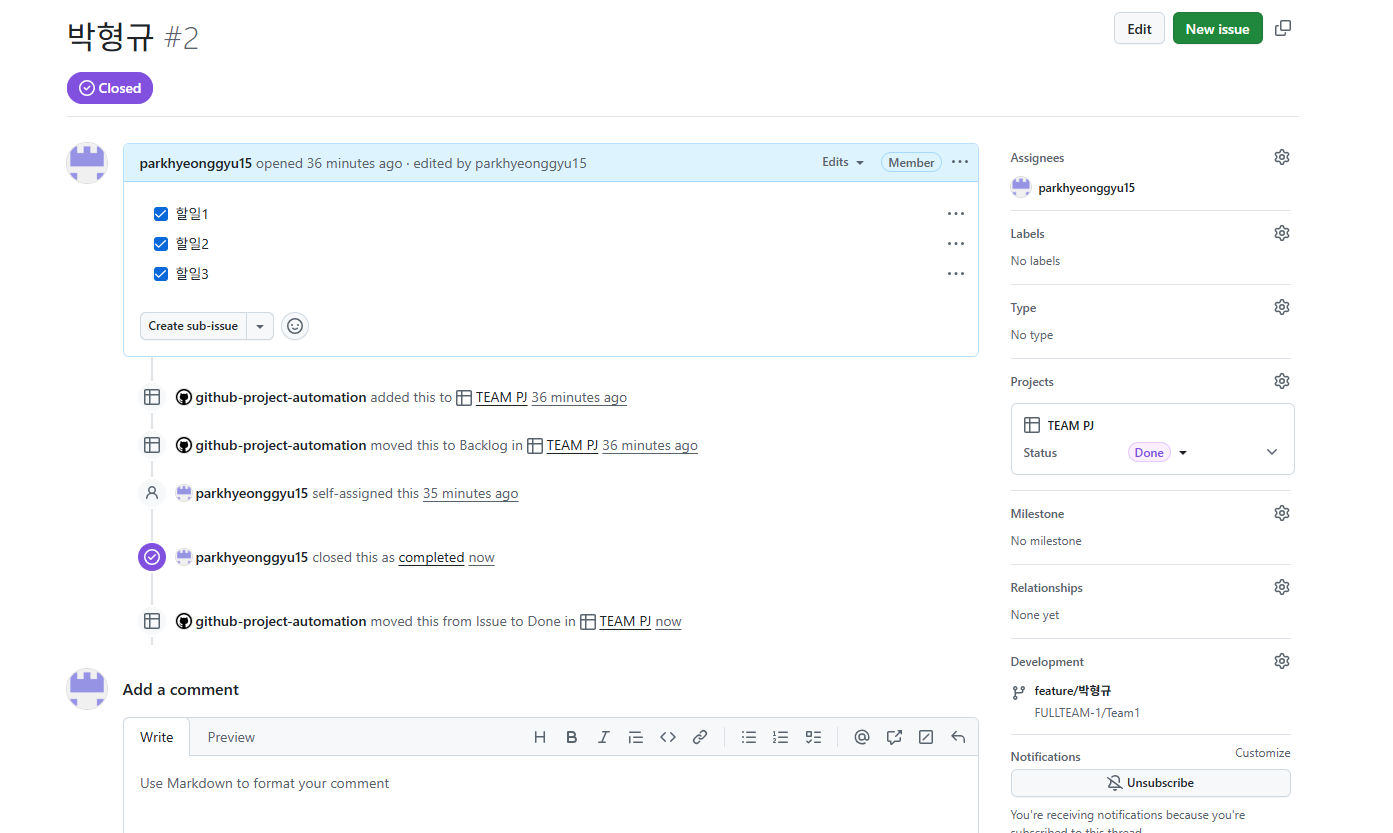 박형규 #2
Edit
New issue
Closed
parkhyeonggyu15 opened 36 minutes ago · edited by parkhyeonggyu15
Edits
Member
할일1
할일2
할일3
Create sub-issue
github-project-automation added this to TEAM PJ 36 minutes ago
github-project-automation moved this to Backlog in TEAM PJ 36 minutes ago
parkhyeonggyu15 self-assigned this 35 minutes ago
parkhyeonggyu15 closed this as completed now
github-project-automation moved this from Issue to Done in TEAM PJ now
Add a comment
Write
Preview
Use Markdown to format your comment
Assignees
parkhyeonggyu15
Labels
No labels
Type
No type
Projects
TEAM PJ
Status
Done
Milestone
No milestone
Relationships
None yet
Development
feature/박형규
FULLTEAM-1/Team1
Notifications
Customize
Unsubscribe
You're receiving notifications because you're
subscribed to this thread.